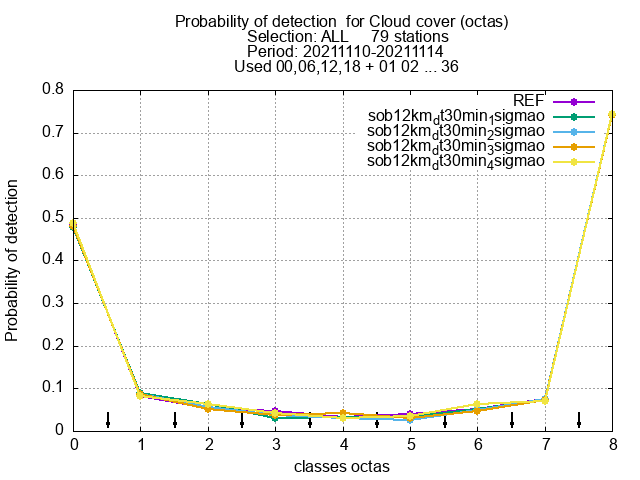 Probability of detection  for Cloud cover (octas)
Selection: ALL     79 stations
Period: 20211110-20211114
Used 00,06,12,18 + 01 02 ... 36
REF
sob12km_dt30min_1sigmao
sob12km_dt30min_2sigmao
sob12km_dt30min_3sigmao
sob12km_dt30min_4sigmao
Probability of detection
0.8
0.7
0.6
0.5
0.4
0.3
0.2
0.1
0
0 1 2 3 4 5 6 7 8
classes octas